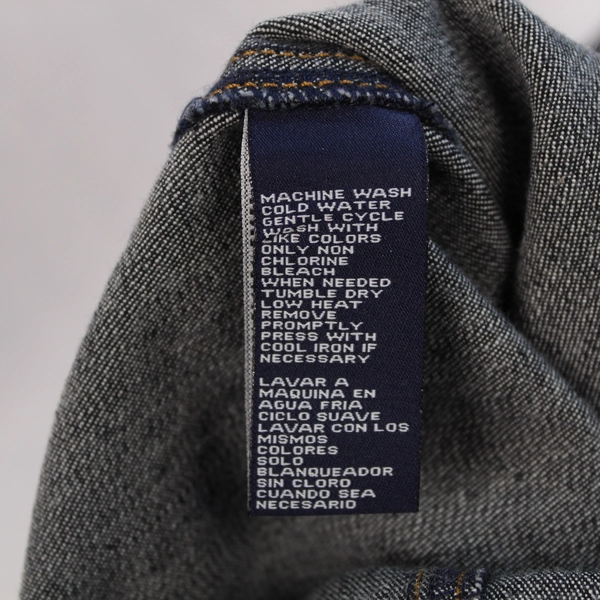 MACHINE WASH
COLD WATER
GENTLE CYCLE
WASH WITH
LIKE COLORS
ONLY NON
CHLORINE
BLEACH
WHEN NEEDED
TUMBLE DRY
LOW HEAT
REMOVE
PROMPTLY
PRESS WITH
COOL IRON IF
NECESSARY
LAVAR A
MAQUINA EN
AGUA FRIA
CICLO SUAVE
LAVAR CON LOS
MISMOS
COLORES
SOLO
BLANQUEADOR
SIN CLORO
CUANDO SEA
NECESARIO